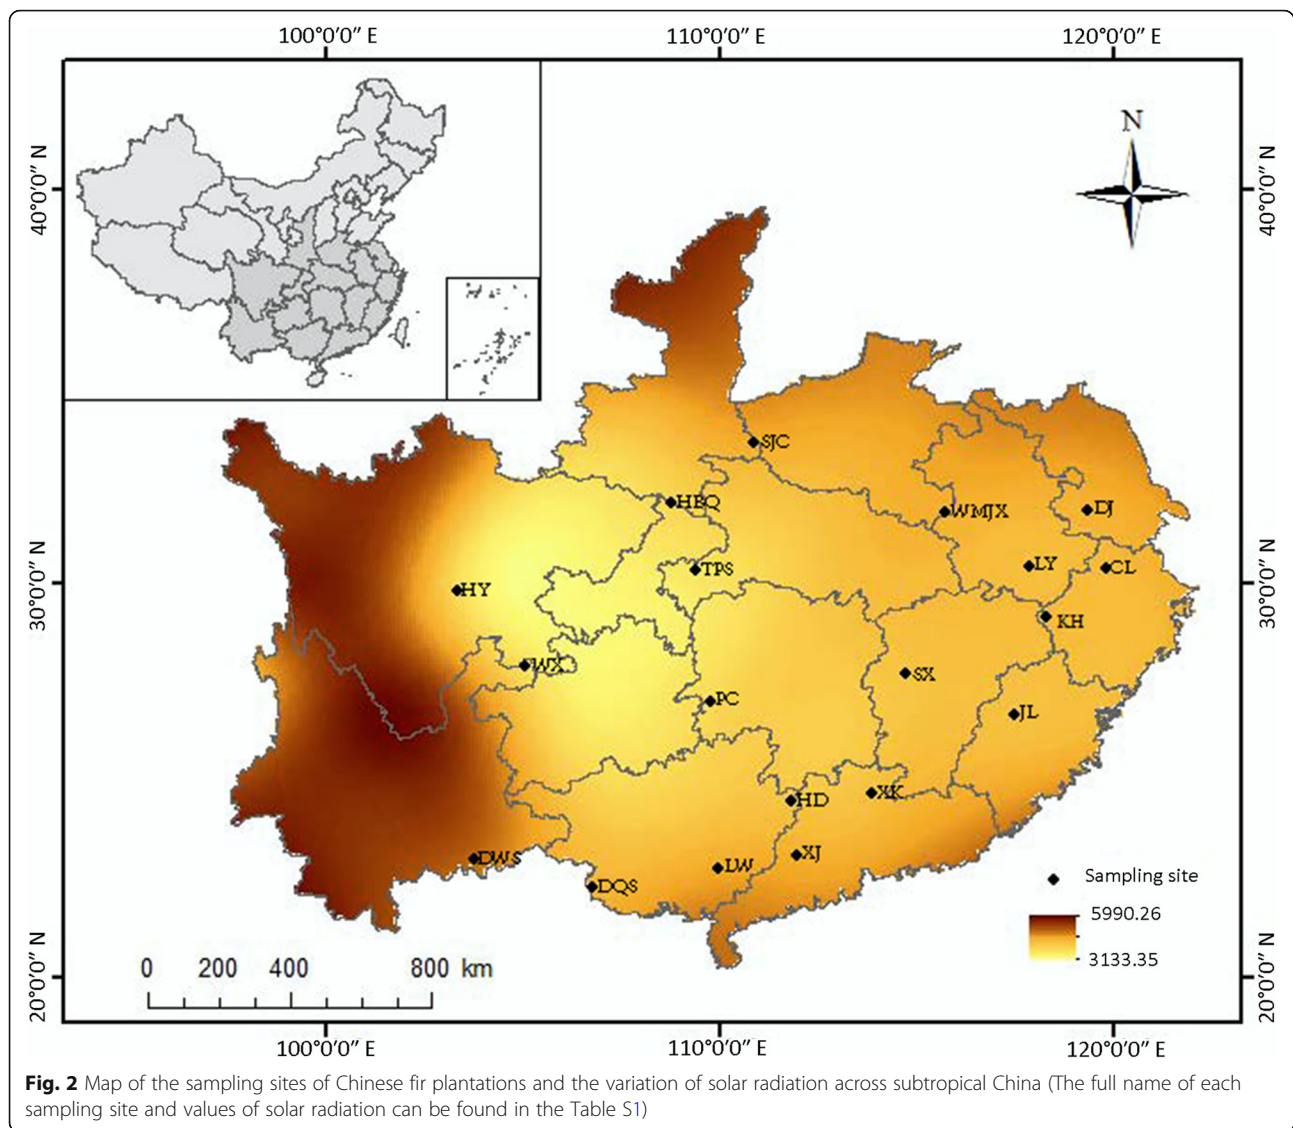 100°0'0" E 110°0'0" E 120°0'0" E
N
40°0'0" N
40°0'0" N
SJC
HBQ
WMJX
DJ
30°0'0" N
HY
TPS
LY
CL
30°0'0" N
KH
WX
SX
PC
JL
HD
XK
DWS
DQS
LW
XJ
Sampling site
5990.26
3133.35
0 200 400 800 km
20°0'0" N
20°0'0" N
100°0'0" E 110°0'0" E 120°0'0" E
Fig. 2 Map of the sampling sites of Chinese fir plantations and the variation of solar radiation across subtropical China (The full name of each
sampling site and values of solar radiation can be found in the Table S1)